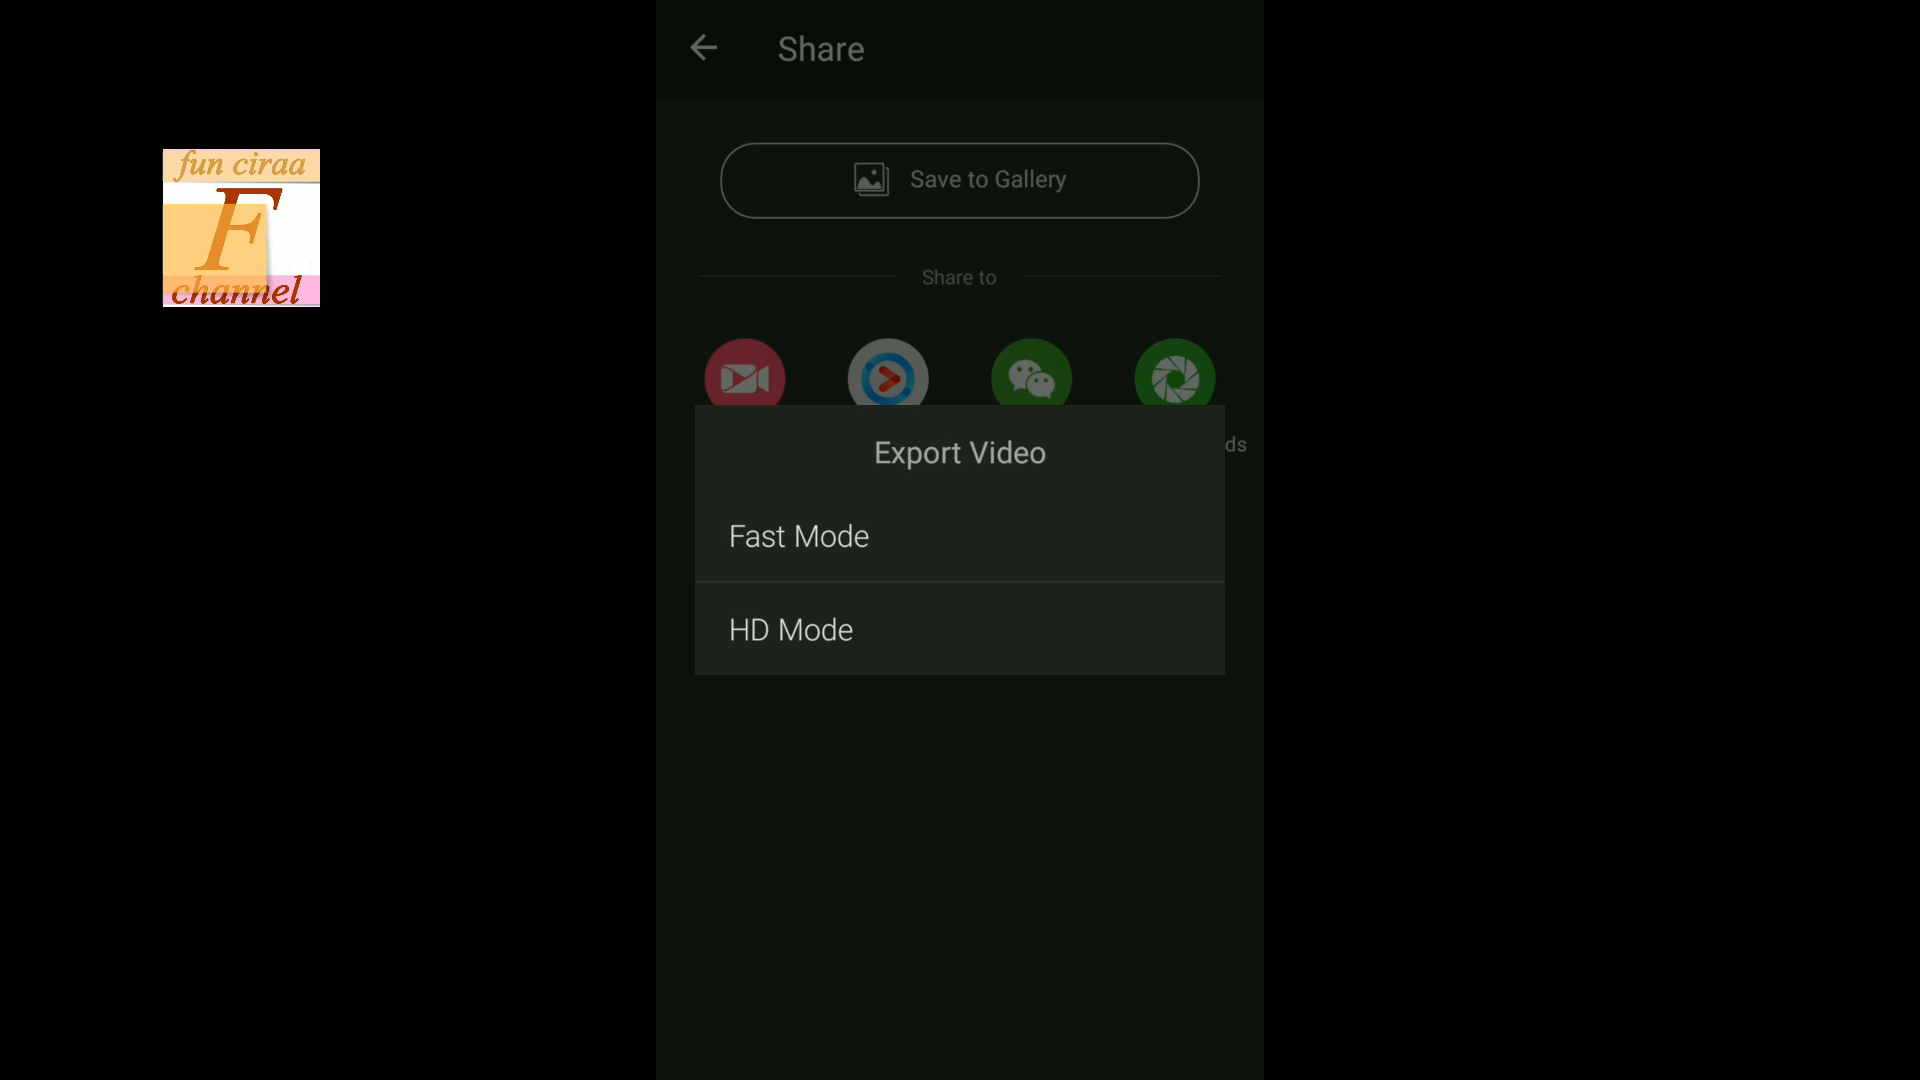 fun ciraa
F
channel
Share
Save to Gallery
Share to
ds
Export Video
Fast Mode
HD Mode